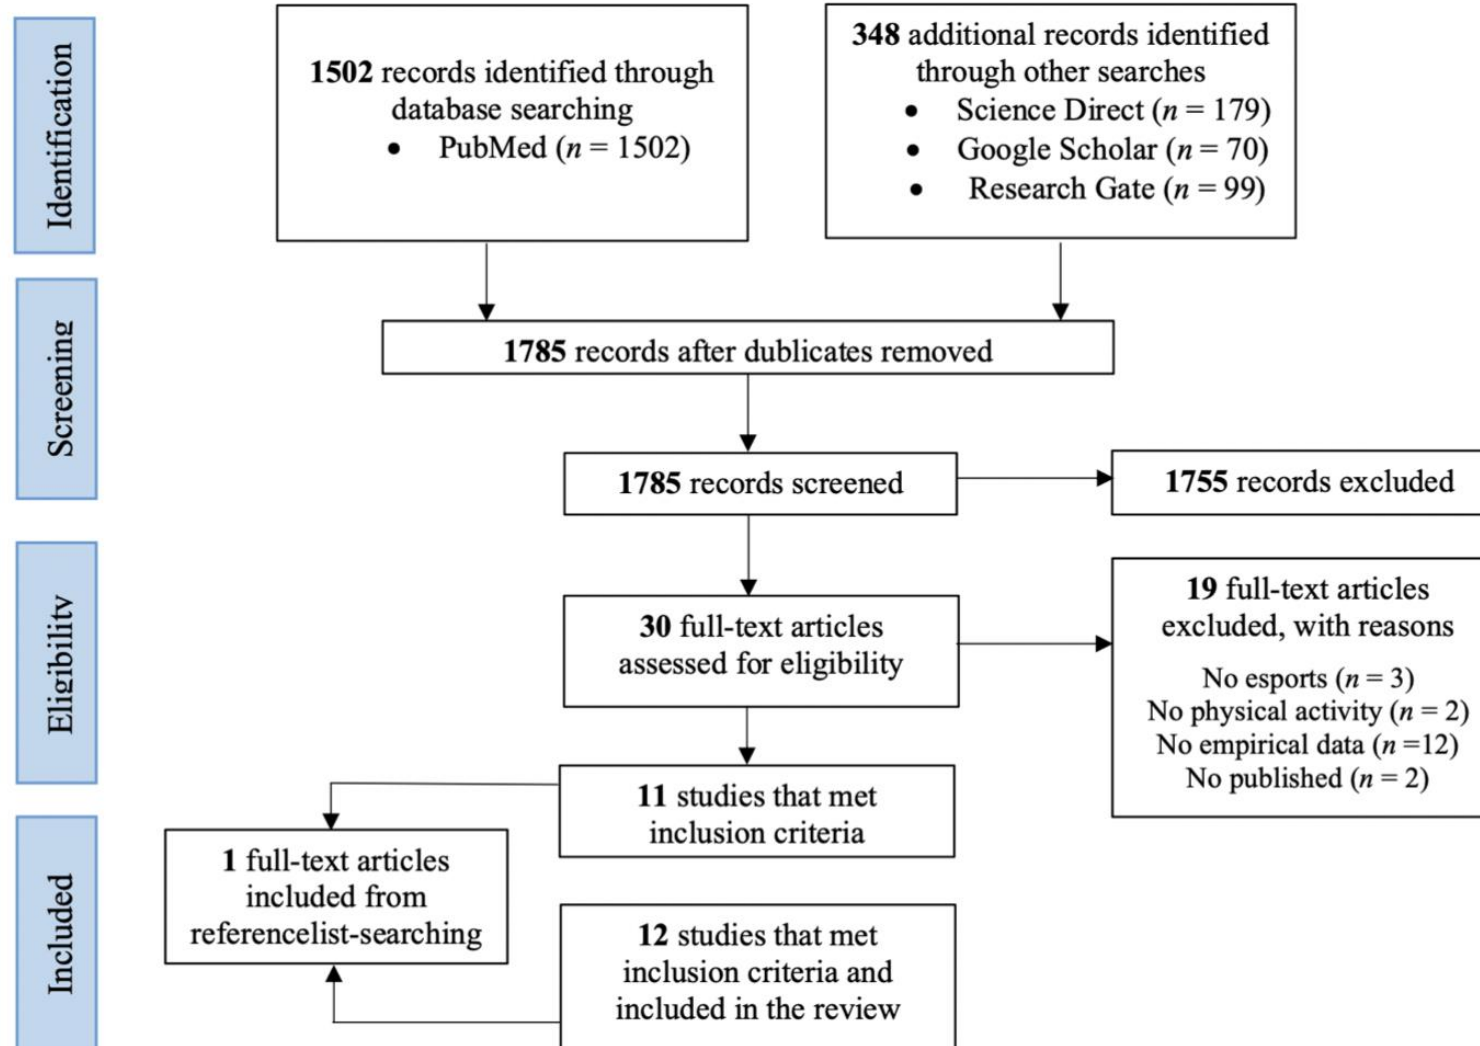 Identification
1502 records identified through
database searching
• PubMed (n = 1502)
348 additional records identified
through other searches
• Science Direct (n = 179)
• Google Scholar (n = 70)
• Research Gate (n = 99)
Screening
1785 records after dublicates removed
1785 records screened
1755 records excluded
Eligibility
30 full-text articles
assessed for eligibility
19 full-text articles
excluded, with reasons
No esports (n = 3)
No physical activity (n = 2)
No empirical data (n =12)
No published (n = 2)
11 studies that met
inclusion criteria
Included
1 full-text articles
included from
referencelist-searching
12 studies that met
inclusion criteria and
included in the review